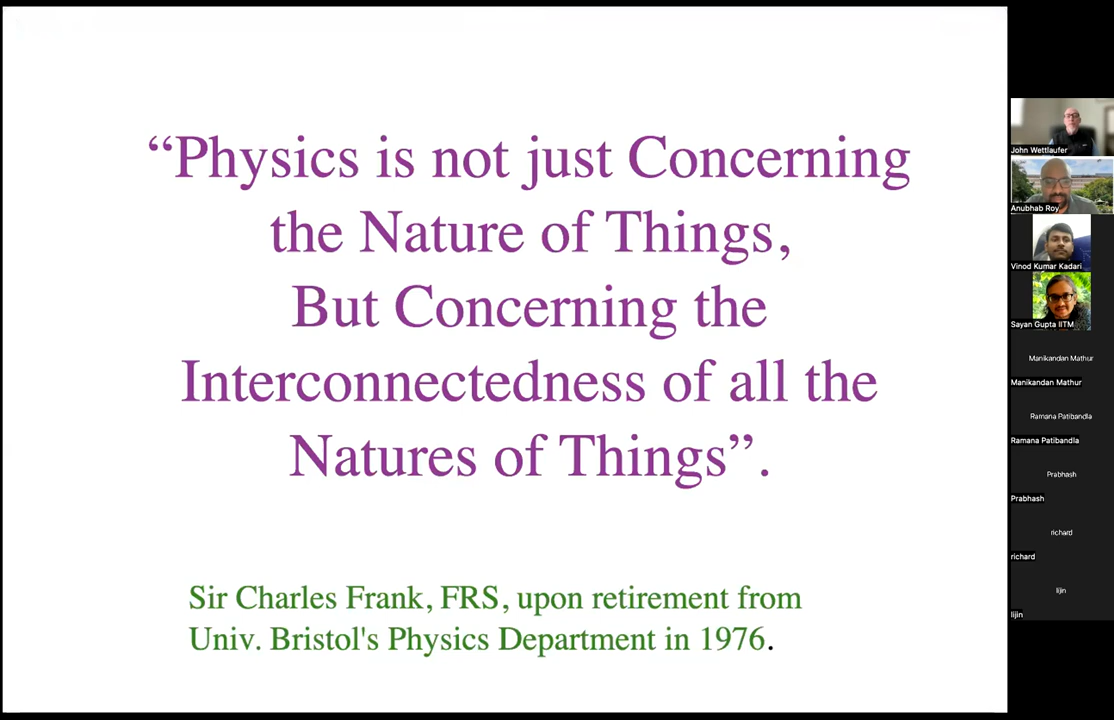 “Physics is not just Concerning
the Nature of Things,
But Concerning the
Interconnectedness of all the
Natures of Things”.
Sir Charles Frank, FRS, upon retirement from
Univ. Bristol's Physics Department in 1976.
John Wettlaufer
Anubhab Roy
Vinod Kumar Kadari
Sayan Gupta IITM
Manikandan Mathur
Manikandan Mathur
Ramana Patibandla
Ramana Patibandla
Prabhash
Prabhash
richard
richard
lijin
lijin